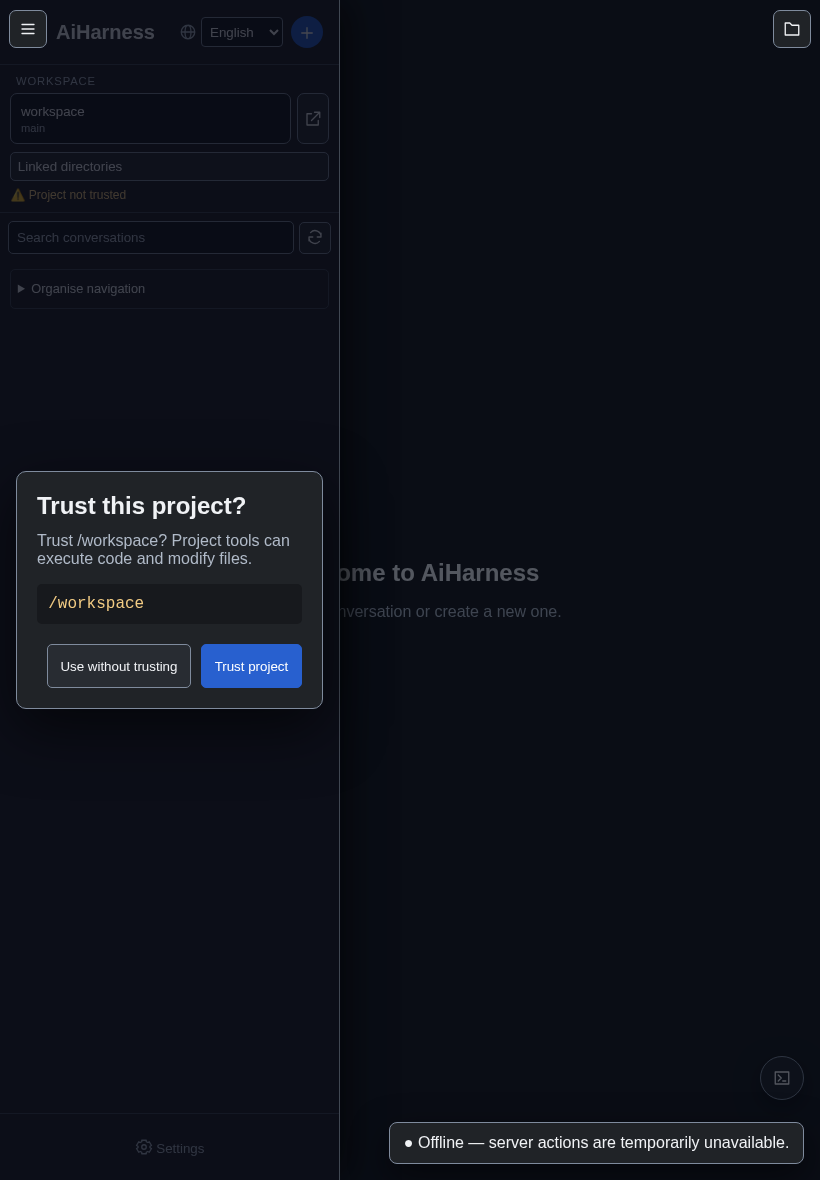 AiHarness
English
WORKSPACE
workspace
main
Linked directories
⚠ Project not trusted
Search conversations
▶ Organise navigation
Trust this project?
Trust /workspace? Project tools can
execute code and modify files.
/workspace
Use without trusting
Trust project
ome to AiHarness
nversation or create a new one.
Settings
● Offline — server actions are temporarily unavailable.